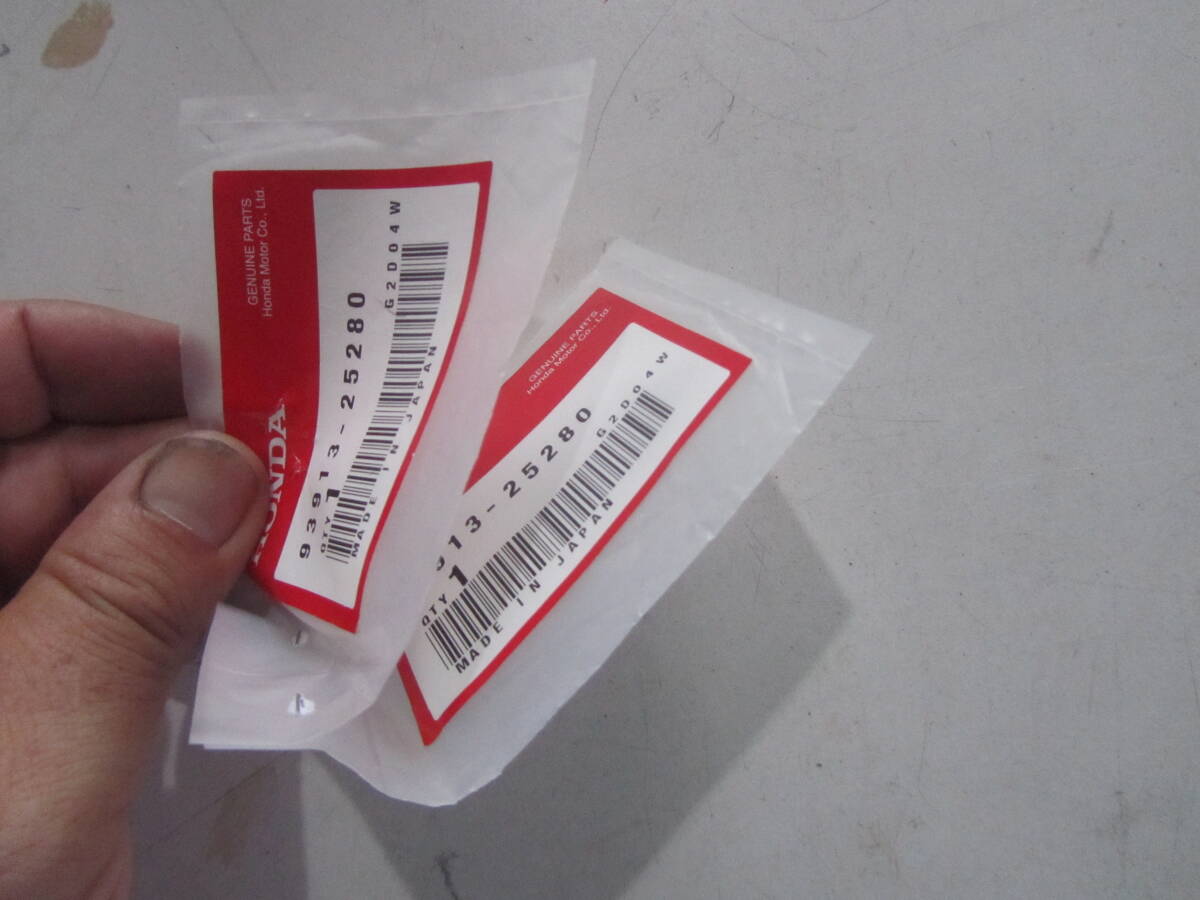 GENUINE PARTS
Honda Motor Co., Ltd.
HONDA
93913-25280
QTY 1
G2D04W
MADE IN JAPAN
GENUINE PARTS
Honda Motor Co., Ltd.
913-25280
QTY 1
G2D04W
MADE IN JAPAN